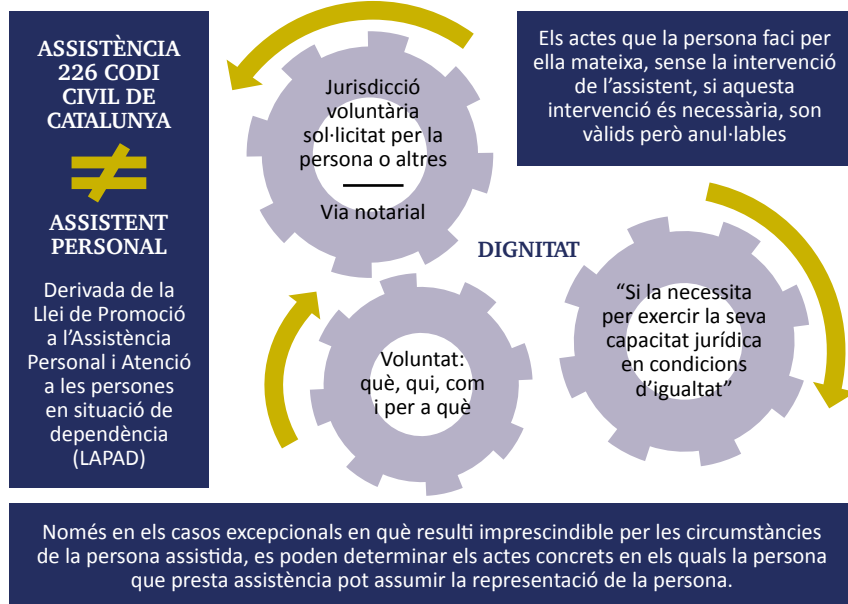 ASSISTÈNCIA
226 CODI
CIVIL DE
CATALUNYA
≠
ASSISTENT
PERSONAL
Derivada de la
Llei de Promoció
a l'Assistència
Personal i Atenció
a les persones
en situació de
dependència
(LAPAD)
Jurisdicció
voluntària
sol·licitat per la
persona o altres
Via notarial
Els actes que la persona faci per
ella mateixa, sense la intervenció
de l'assistent, si aquesta
intervenció és necessària, son
vàlids però anul·lables
DIGNITAT
Voluntat:
què, qui, com
i per a què
“Si la necessita
per exercir la seva
capacitat jurídica
en condicions
d'igualtat”
Només en els casos excepcionals en què resulti imprescindible per les circumstàncies
de la persona assistida, es poden determinar els actes concrets en els quals la persona
que presta assistència pot assumir la representació de la persona.